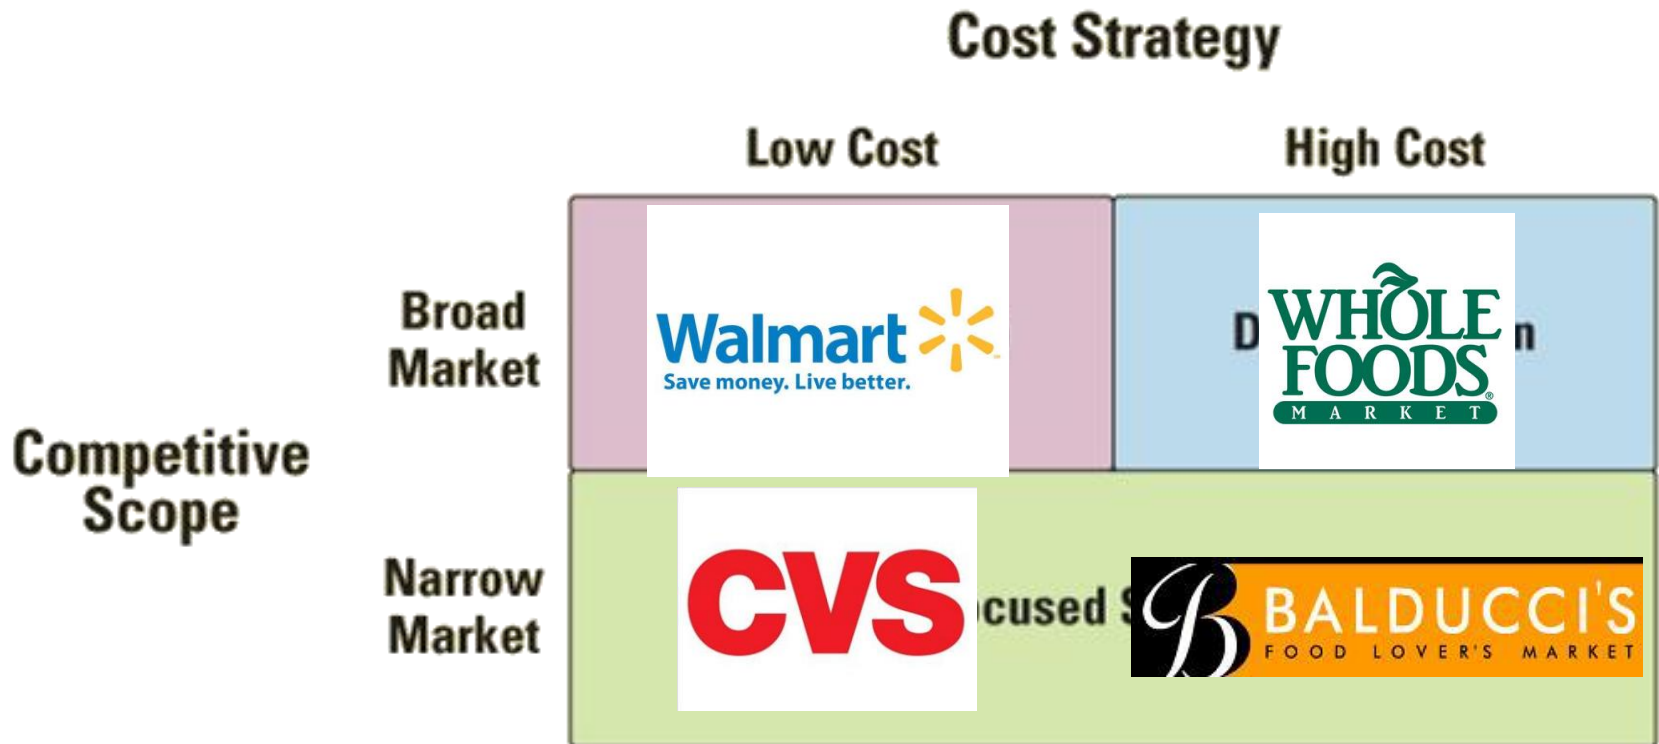 Cost Strategy
Low Cost
High Cost
Broad
Market
Walmart
Save money. Live better.
D
WHOLE
FOODS
MARKET
n
Competitive
Scope
Narrow
Market
CVS
ocused S
BALDUCCI'S
FOOD LOVER'S MARKET